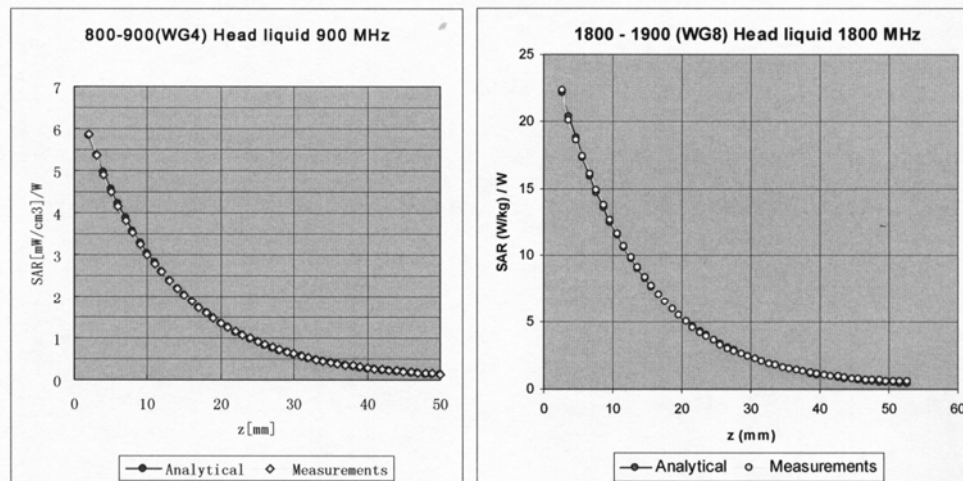 800-900(WG4) Head liquid 900 MHz
7
6
5
4
3
2
1
0
SAR[mW/cm3]/W
0 10 20 30 40 50
z[mm]
Analytical Measurements
1800 - 1900 (WG8) Head liquid 1800 MHz
25
20
15
10
5
0
SAR (W/kg) / W
0 10 20 30 40 50 60
z (mm)
Analytical Measurements